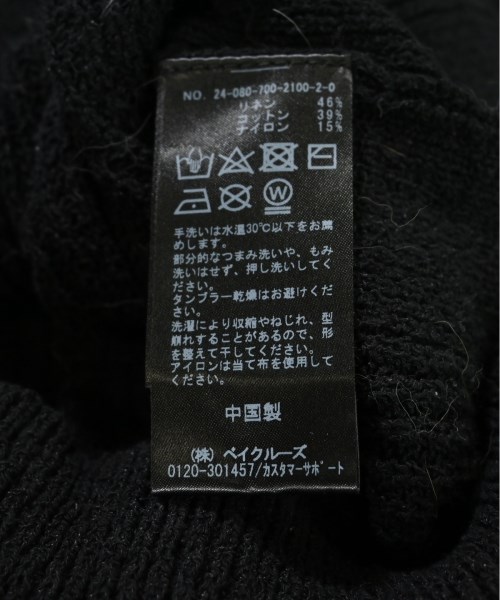 NO. 24-080-700-2100-2-0
リネン 46%
コットン 39%
ナイロン 15%
手洗いは水温30℃以下をお薦
めします。
部分的なつまみ洗いや、もみ
洗いはせず、押し洗いしてく
ださい。
タンブラー乾燥はお避けくだ
さい。
洗濯により収縮やねじれ、型
崩れすることがあるので、形
を整えて干してください。
アイロンは当て布を使用して
ください。
中国製
(株) ベイクルーズ
0120-301457/カスタマーサポート